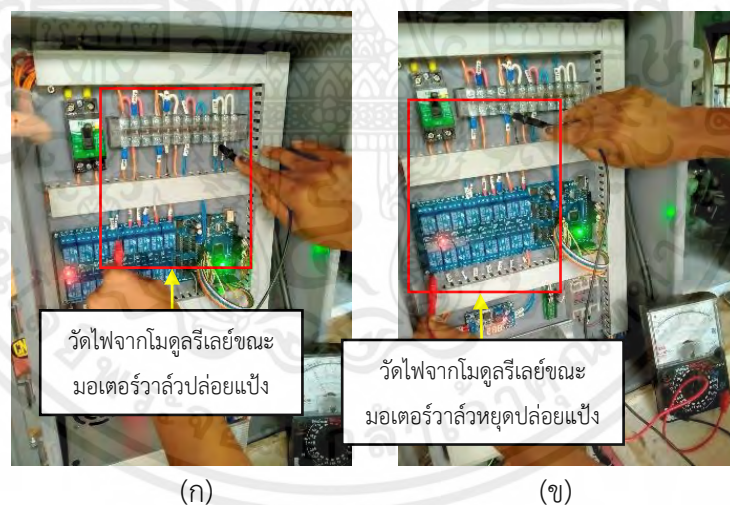 วัดไฟจากโมดูลรีเลย์ขณะ
มอเตอร์วาล์วปล่อยแป้ง
วัดไฟจากโมดูลรีเลย์ขณะ
มอเตอร์วาล์วหยุดปล่อยแป้ง
(ก)
(ข)